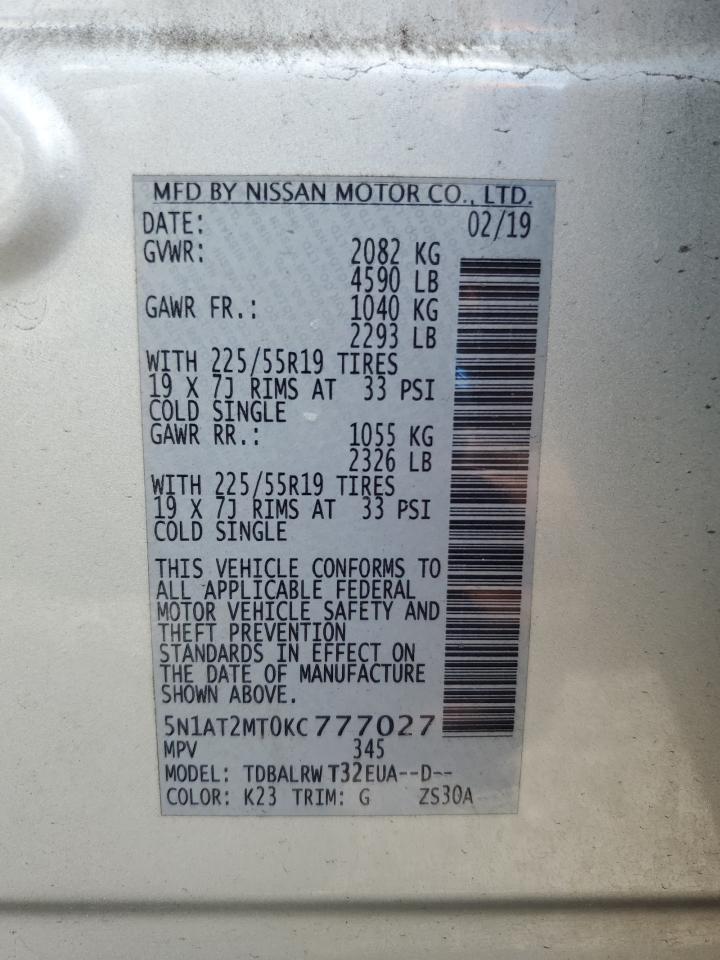 MFD BY NISSAN MOTOR CO., LTD.
DATE: 02/19
GVWR: 2082 KG
4590 LB
GAWR FR.: 1040 KG
2293 LB
WITH 225/55R19 TIRES
19 X 7J RIMS AT 33 PSI
COLD SINGLE
GAWR RR.: 1055 KG
2326 LB
WITH 225/55R19 TIRES
19 X 7J RIMS AT 33 PSI
COLD SINGLE
THIS VEHICLE CONFORMS TO
ALL APPLICABLE FEDERAL
MOTOR VEHICLE SAFETY AND
THEFT PREVENTION
STANDARDS IN EFFECT ON
THE DATE OF MANUFACTURE
SHOWN ABOVE.
5N1AT2MT0KC777027
MPV 345
MODEL: TDBALRW T32EUA--D--
COLOR: K23 TRIM: G ZS30A